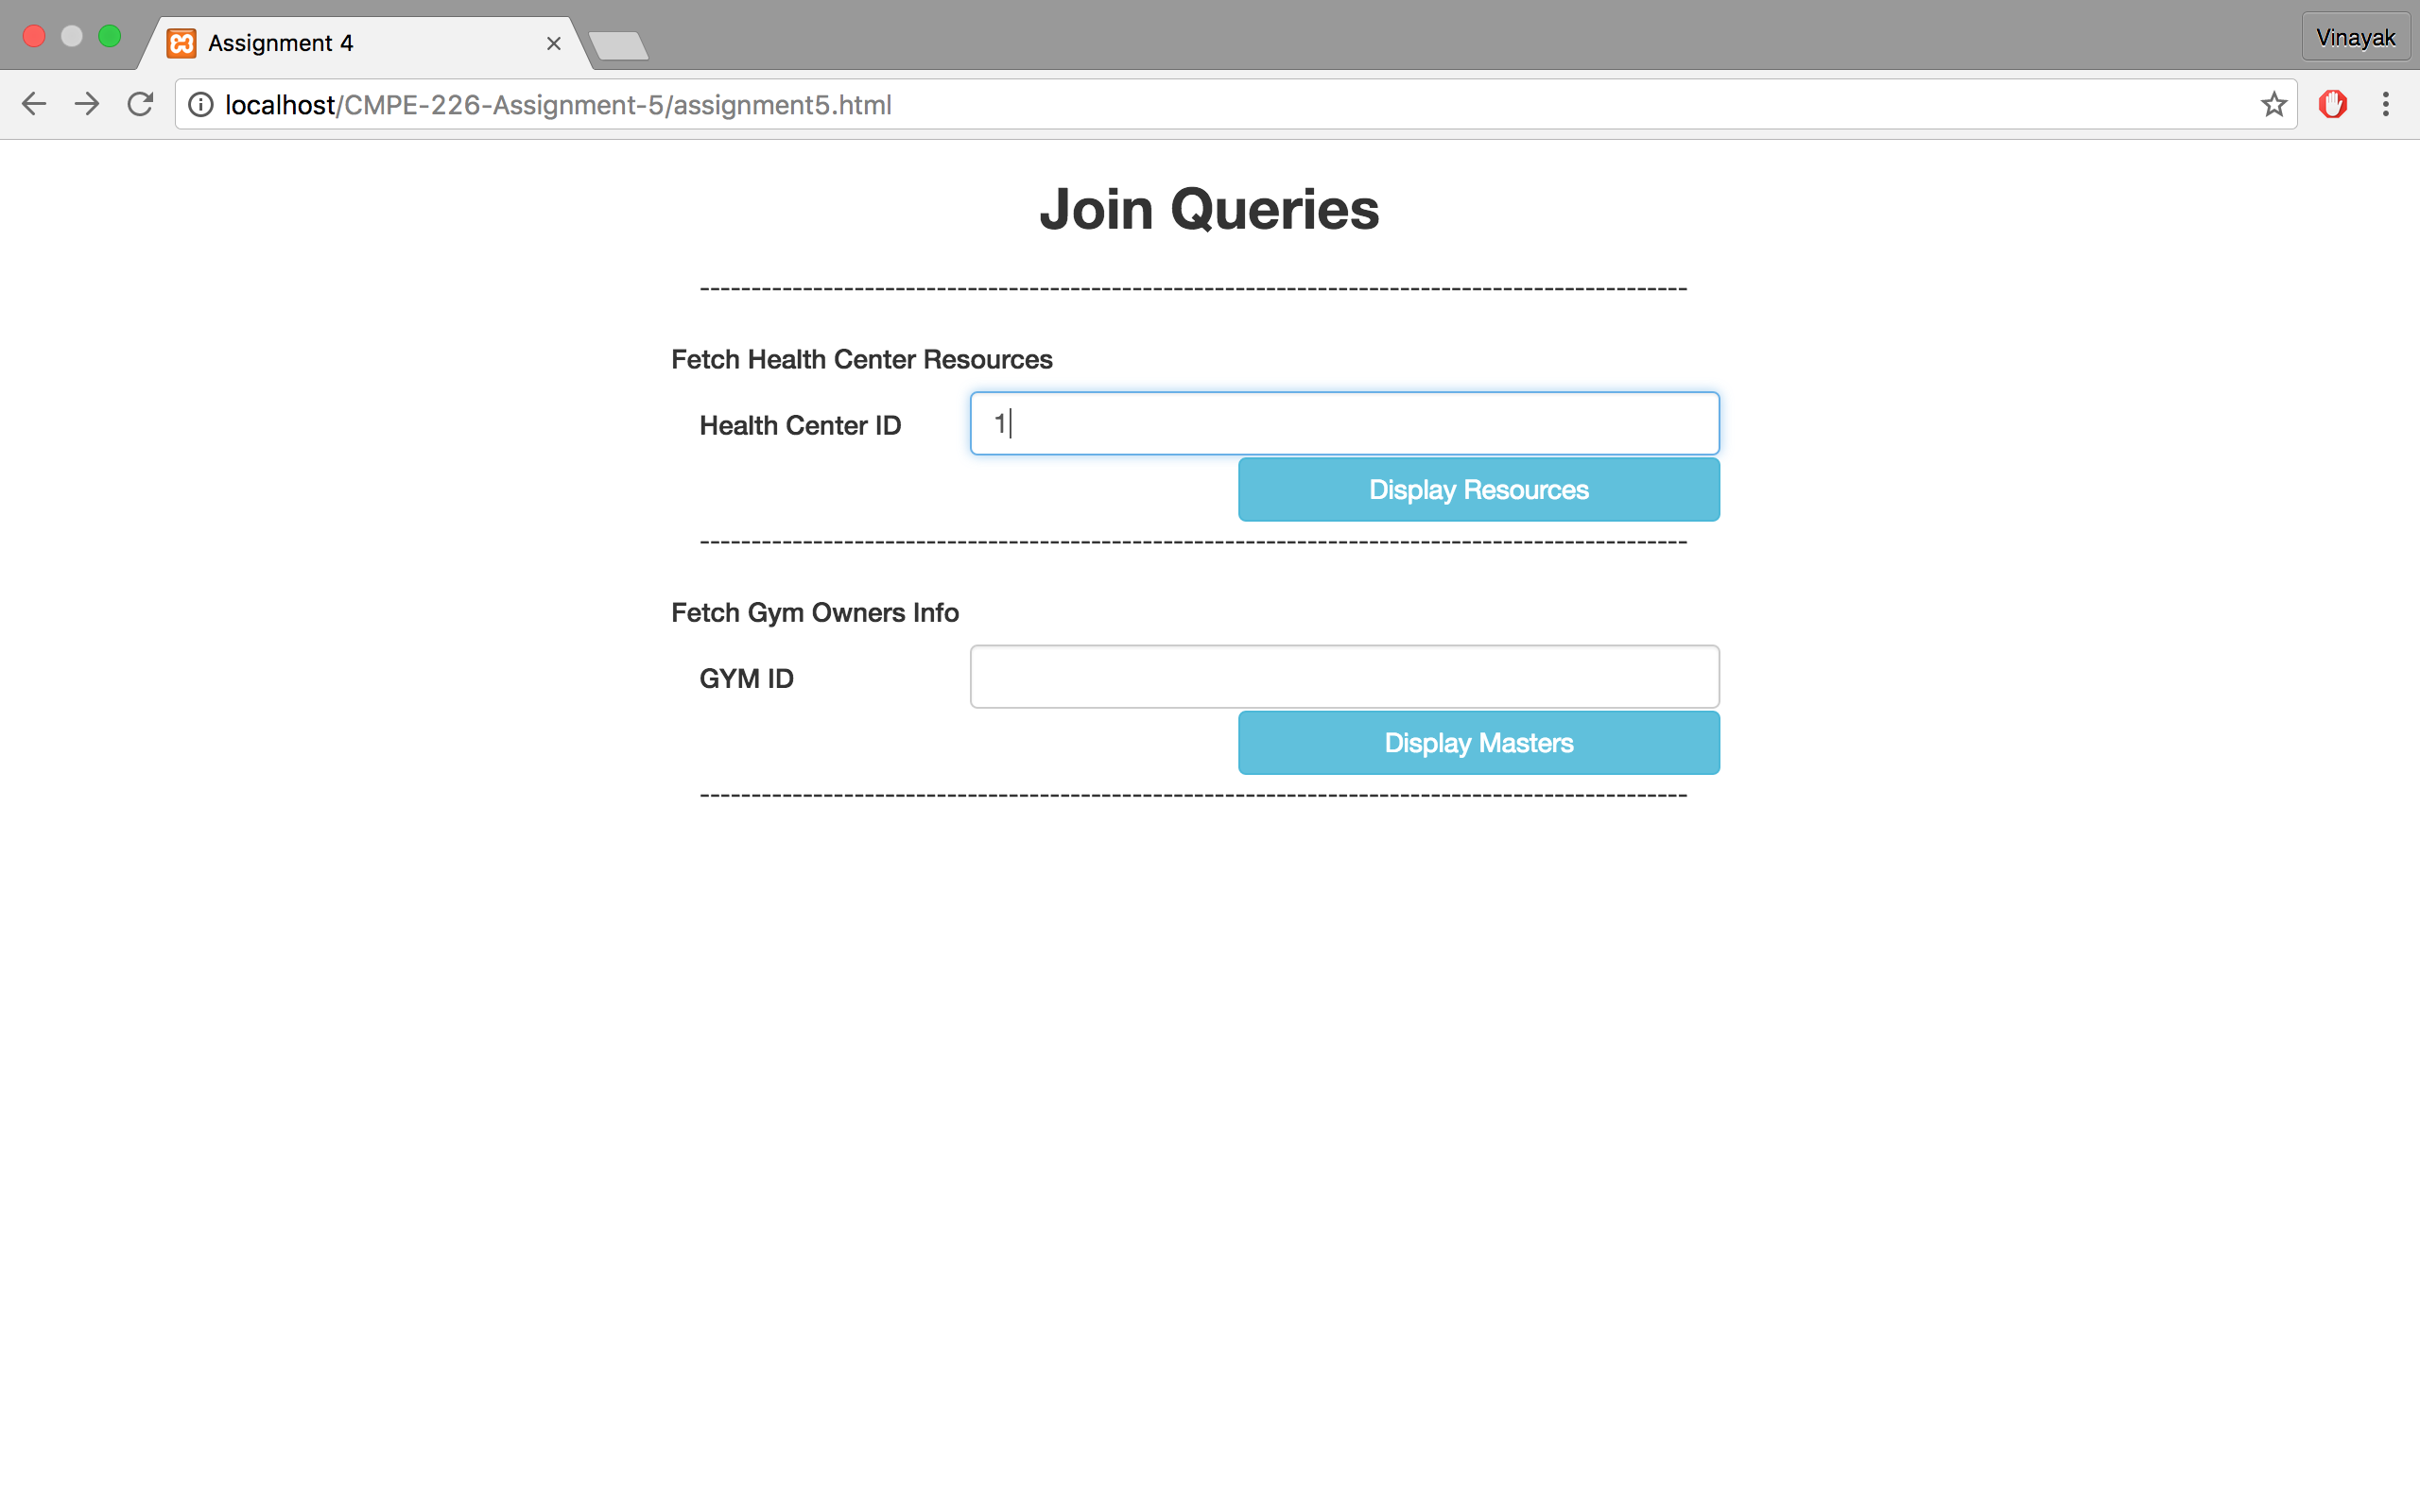 Assignment 4
Vinayak
localhost/CMPE-226-Assignment-5/assignment5.html
Join Queries
------------------------------------------------------------------------------------------------
Fetch Health Center Resources
Health Center ID
1
Display Resources
------------------------------------------------------------------------------------------------
Fetch Gym Owners Info
GYM ID
Display Masters
------------------------------------------------------------------------------------------------